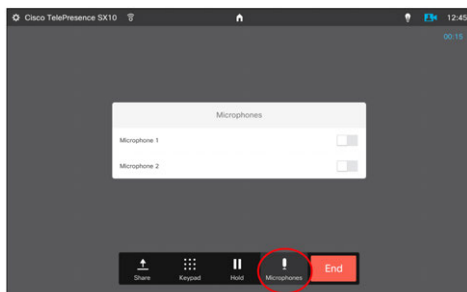 Cisco TelePresence SX10 12:45
00:15
Microphones
Microphone 1
Microphone 2
Share Keypad Hold Microphones End